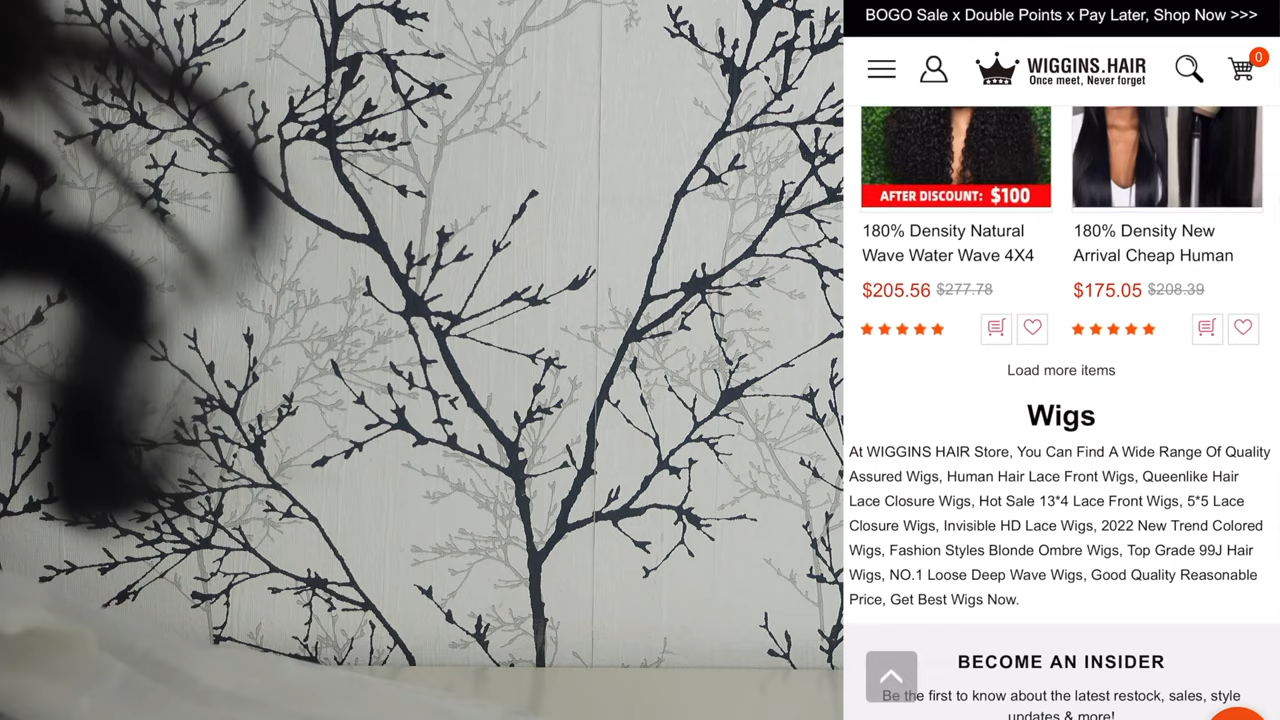 BOGO Sale x Double Points x Pay Later, Shop Now >>>
WIGGINS.HAIR
Once meet, Never forget
0
AFTER DISCOUNT: $100
180% Density Natural
Wave Water Wave 4X4
$205.56 $277.78
180% Density New
Arrival Cheap Human
$175.05 $208.39
Load more items
Wigs
At WIGGINS HAIR Store, You Can Find A Wide Range Of Quality
Assured Wigs, Human Hair Lace Front Wigs, Queenlike Hair
Lace Closure Wigs, Hot Sale 13*4 Lace Front Wigs, 5*5 Lace
Closure Wigs, Invisible HD Lace Wigs, 2022 New Trend Colored
Wigs, Fashion Styles Blonde Ombre Wigs, Top Grade 99J Hair
Wigs, NO.1 Loose Deep Wave Wigs, Good Quality Reasonable
Price, Get Best Wigs Now.
BECOME AN INSIDER
Be the first to know about the latest restock, sales, style
updates & more!